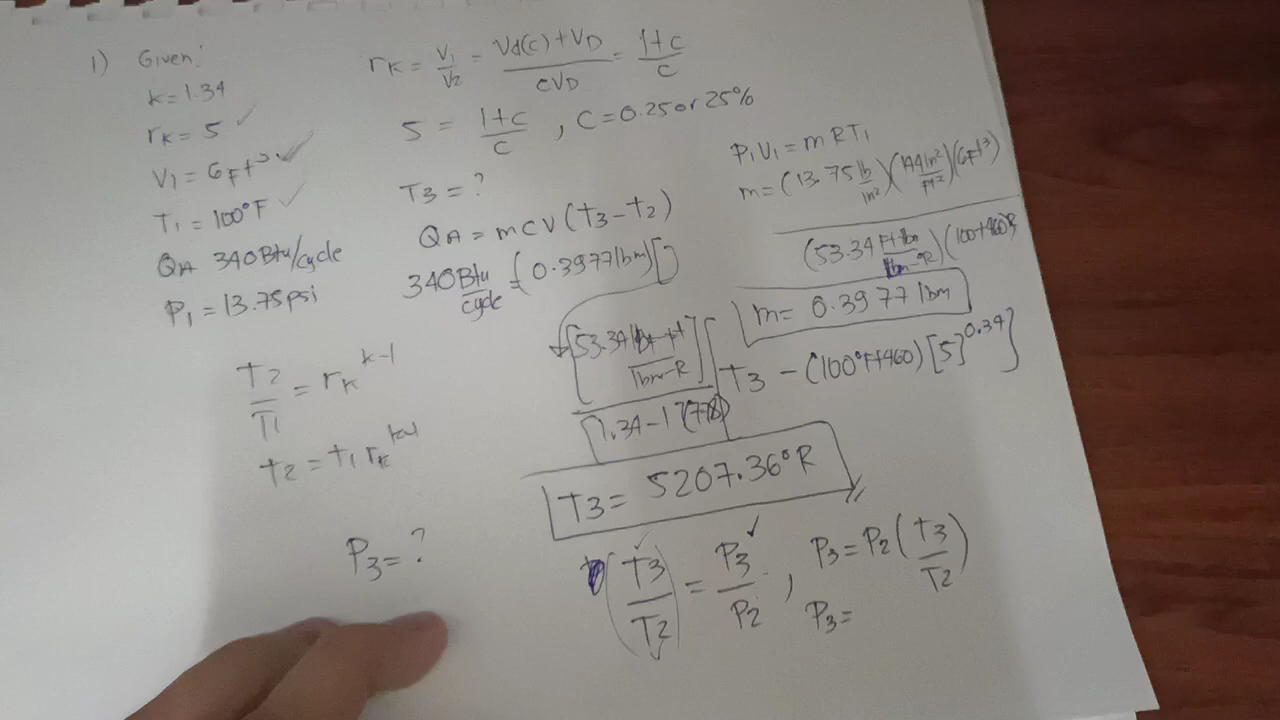 1) Given:
k = 1.34
rK = 5 ✓
V1 = 6 ft³ ✓
T1 = 100°F ✓
QA 340 Btu/cycle
P1 = 13.75 psi
T2/T1 = rK^k-1
t2 = t1 rK^k-1
P3 = ?
rK = V1/V2 = Vd(c) + VD / cVD = 1+c/c
5 = 1+c/c , C = 0.25 or 25%
T3 = ?
QA = mCV (T3 - T2)
340 Btu/cycle = (0.3977 lbm) [
[53.34 lbf-ft/lbm-R] / 1.34-1 (778) [T3 - (100°F+460) [5]^0.34]
T3 = 5207.36°R
(T3/T2) = P3/P2 , P3 = P2 (T3/T2)
P3 =
P1V1 = mRT1
m = (13.75 lb/in²)(144 in²/ft²)(6 ft³)
(53.34 ft-lbm/lbm-°R)(100+460)R
m = 0.3977 lbm